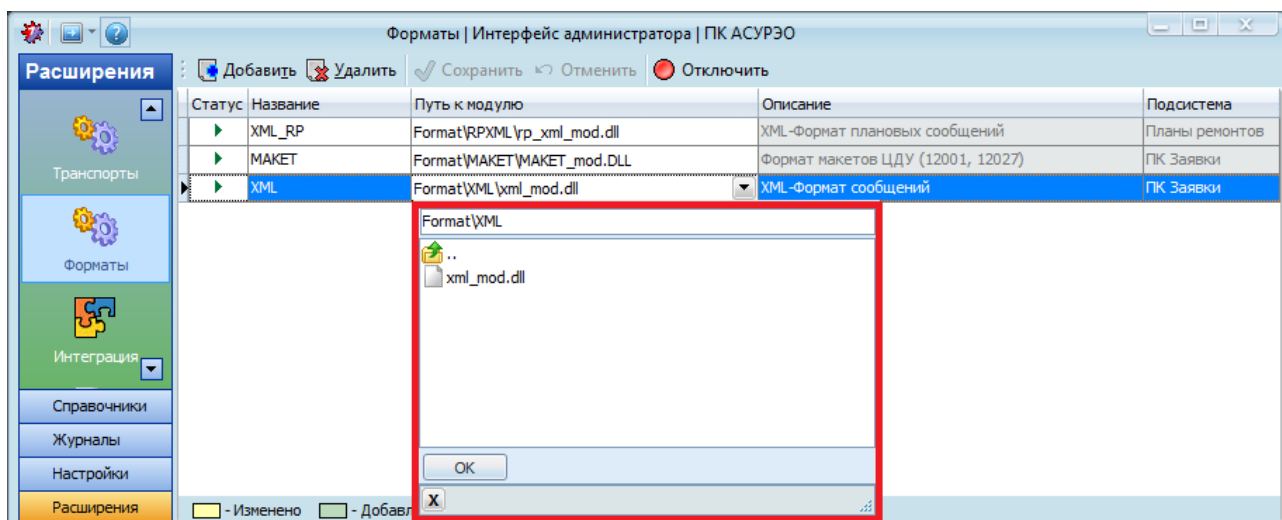 Форматы | Интерфейс администратора | ПК АСУРЭО
Расширения
Добавить Удалить Сохранить Отменить Отключить
Статус Название Путь к модулю Описание Подсистема
XML_RP Format\RPXML\rp_xml_mod.dll XML-Формат плановых сообщений Планы ремонтов
MAKET Format\MAKET\MAKET_mod.DLL Формат макетов ЦДУ (12001, 12027) ПК Заявки
XML Format\XML\xml_mod.dll XML-Формат сообщений ПК Заявки
Транспорты
Форматы
Интеграция
Format\XML
..
xml_mod.dll
OK
X
Справочники
Журналы
Настройки
Расширения
- Изменено - Добавл